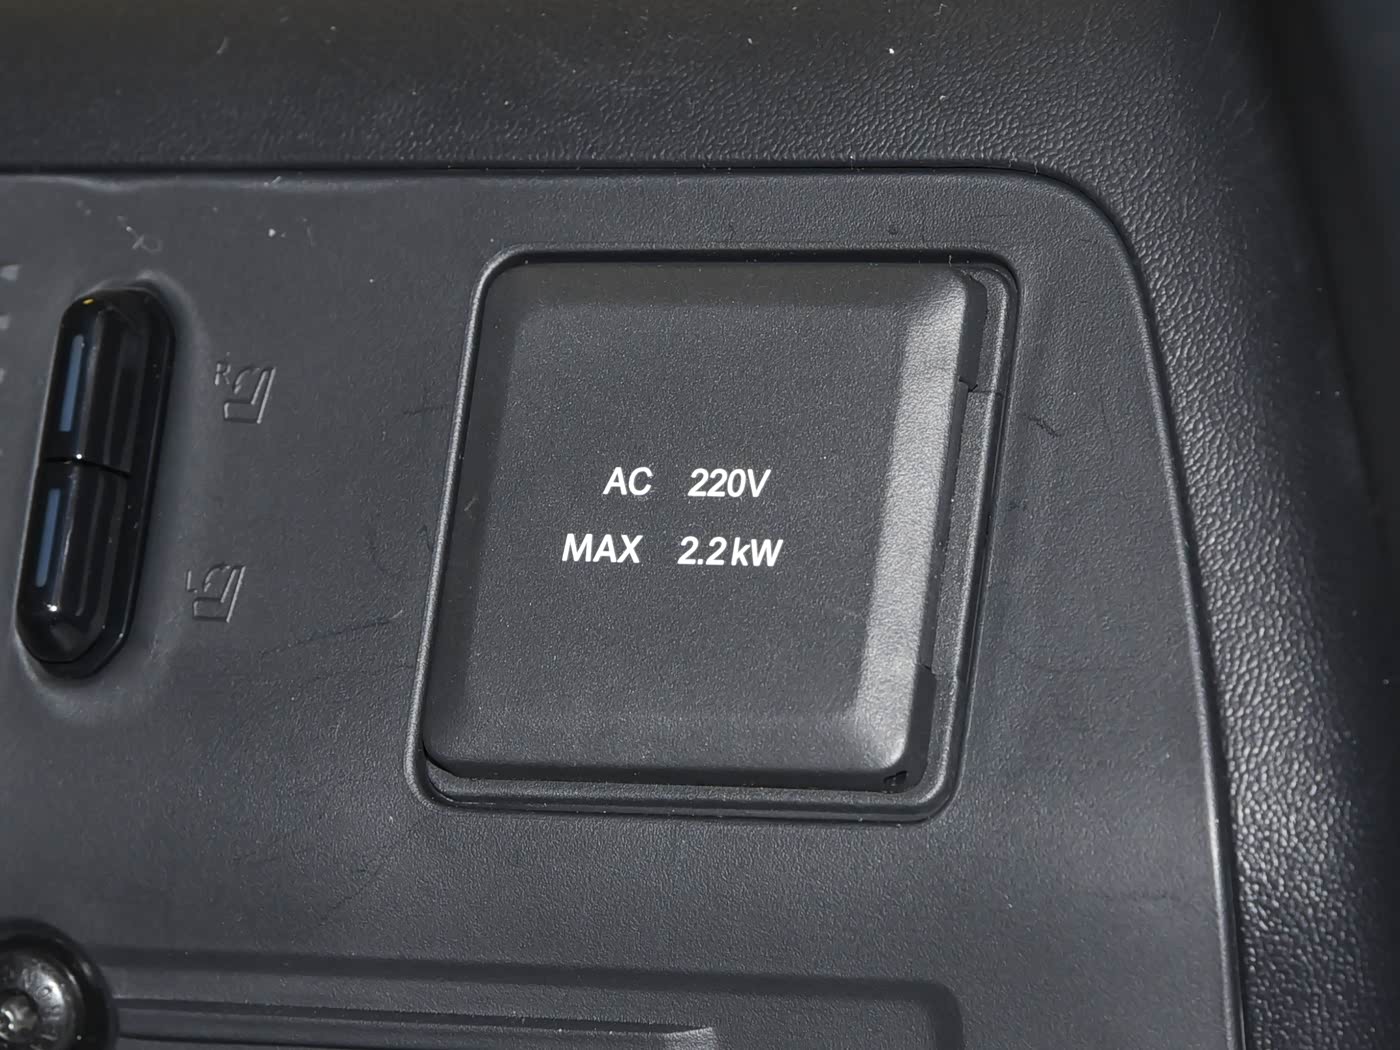 AC 220V
MAX 2.2kW
R
L